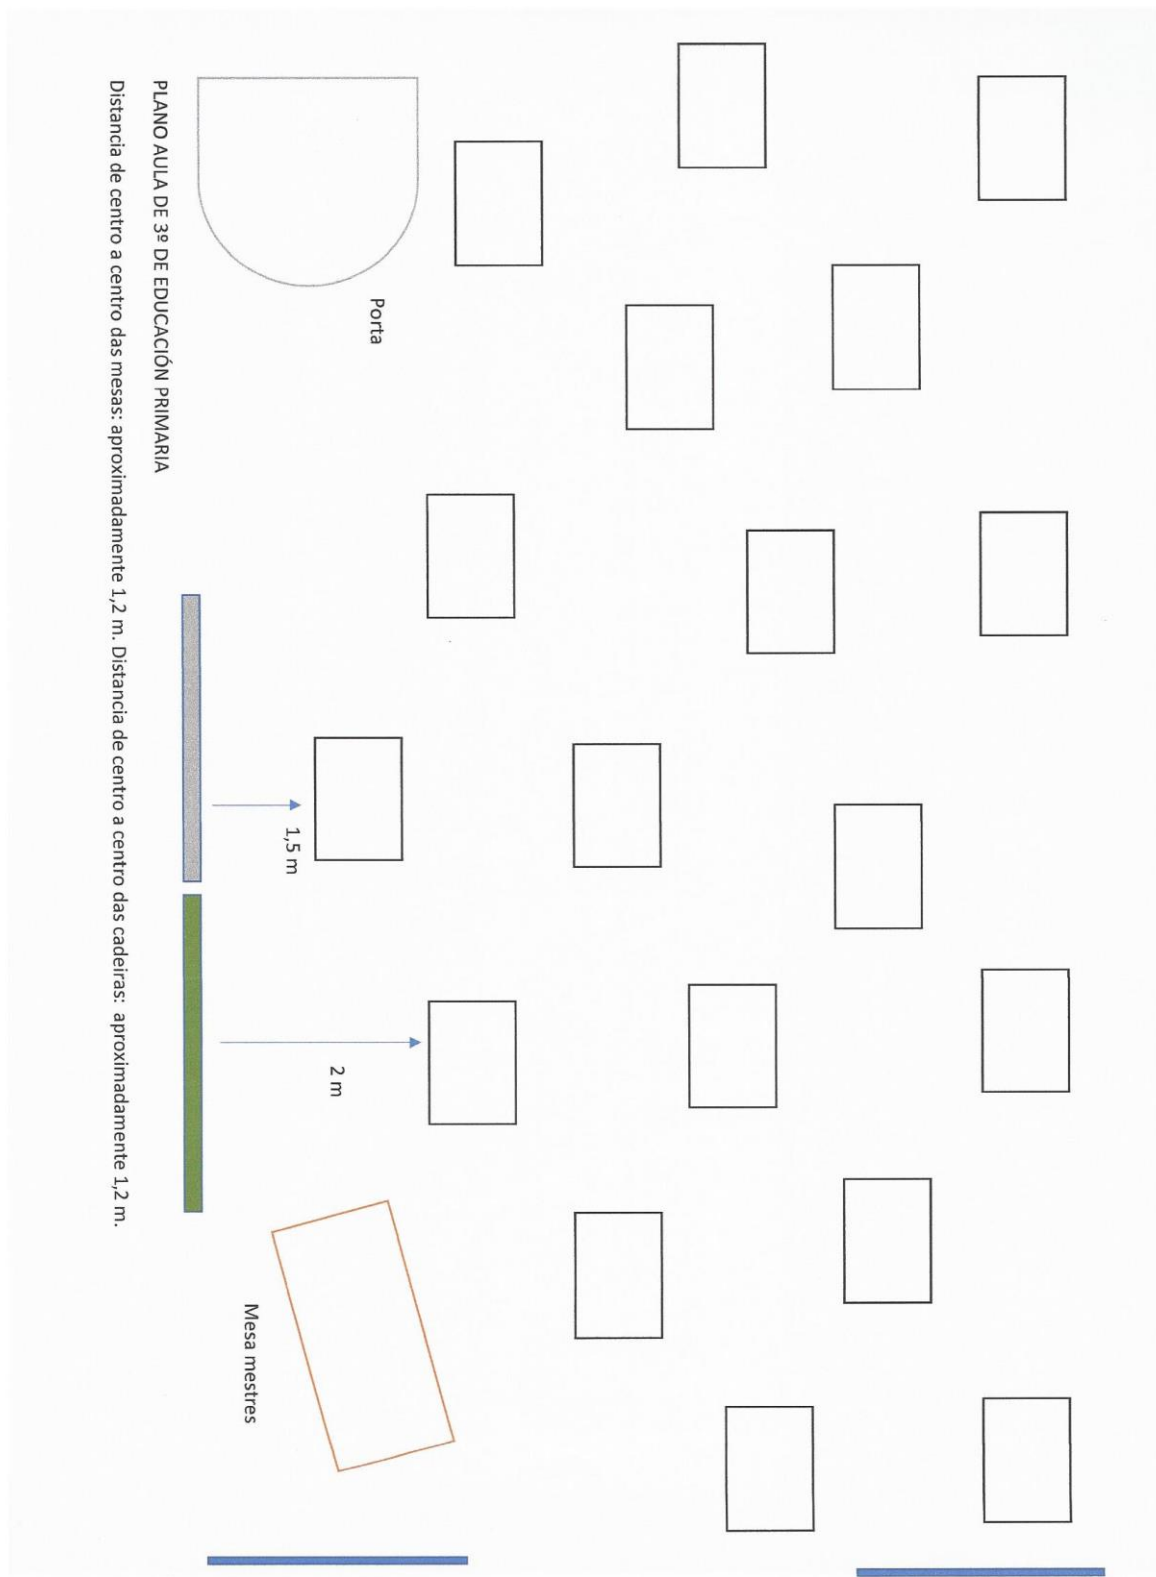 PLANO AULA DE 3º DE EDUCACIÓN PRIMARIA
Distancia de centro a centro das mesas: aproximadamente 1,2 m. Distancia de centro a centro das cadeiras: aproximadamente 1,2 m.
Porta
1,5 m
2 m
Mesa mestres